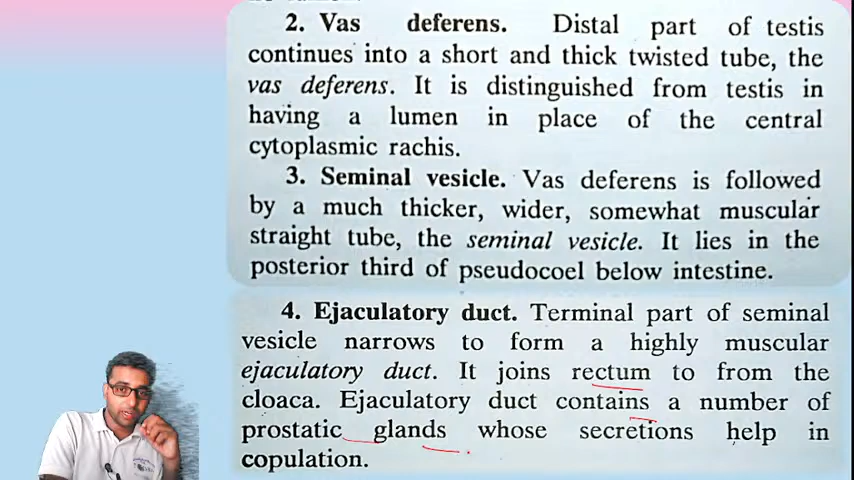 2. Vas deferens. Distal part of testis
continues into a short and thick twisted tube, the
vas deferens. It is distinguished from testis in
having a lumen in place of the central
cytoplasmic rachis.
3. Seminal vesicle. Vas deferens is followed
by a much thicker, wider, somewhat muscular
straight tube, the seminal vesicle. It lies in the
posterior third of pseudocoel below intestine.
4. Ejaculatory duct. Terminal part of seminal
vesicle narrows to form a highly muscular
ejaculatory duct. It joins rectum to from the
cloaca. Ejaculatory duct contains a number of
prostatic glands whose secretions help in
copulation.